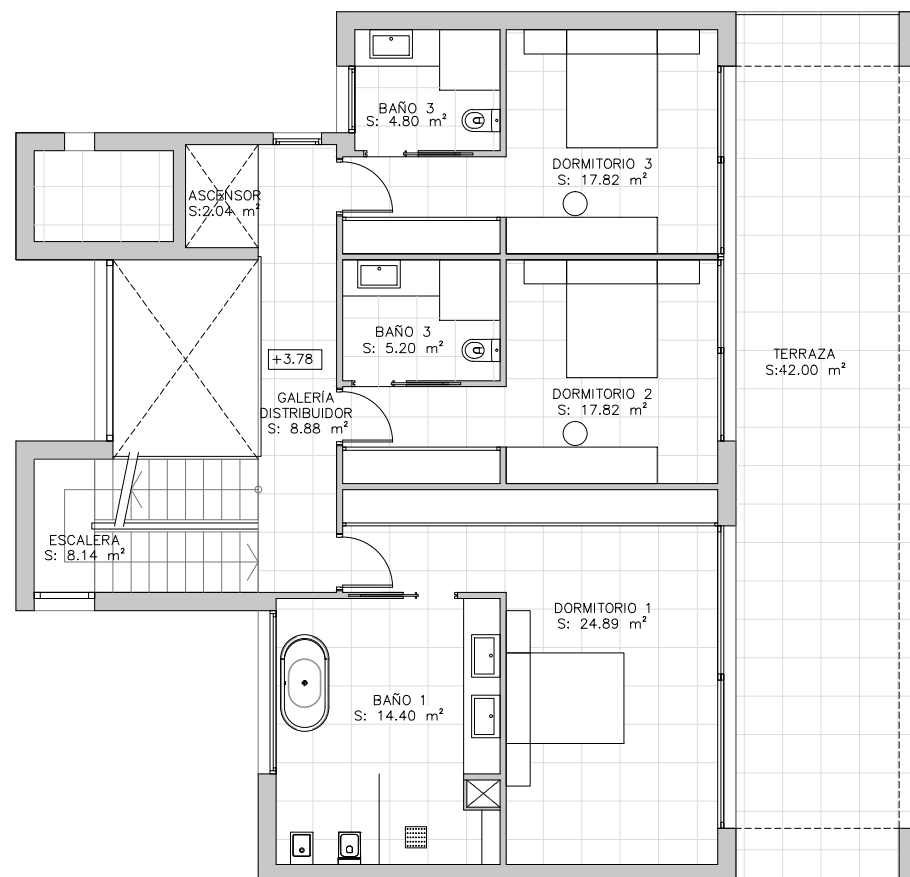 BAÑO 3
S: 4.80 m²
DORMITORIO 3
S: 17.82 m²
ASCENSOR
S:2.04 m²
BAÑO 3
S: 5.20 m²
+3.78
TERRAZA
S:42.00 m²
GALERÍA
DISTRIBUIDOR
S: 8.88 m²
DORMITORIO 2
S: 17.82 m²
ESCALERA
S: 8.14 m²
DORMITORIO 1
S: 24.89 m²
BAÑO 1
S: 14.40 m²